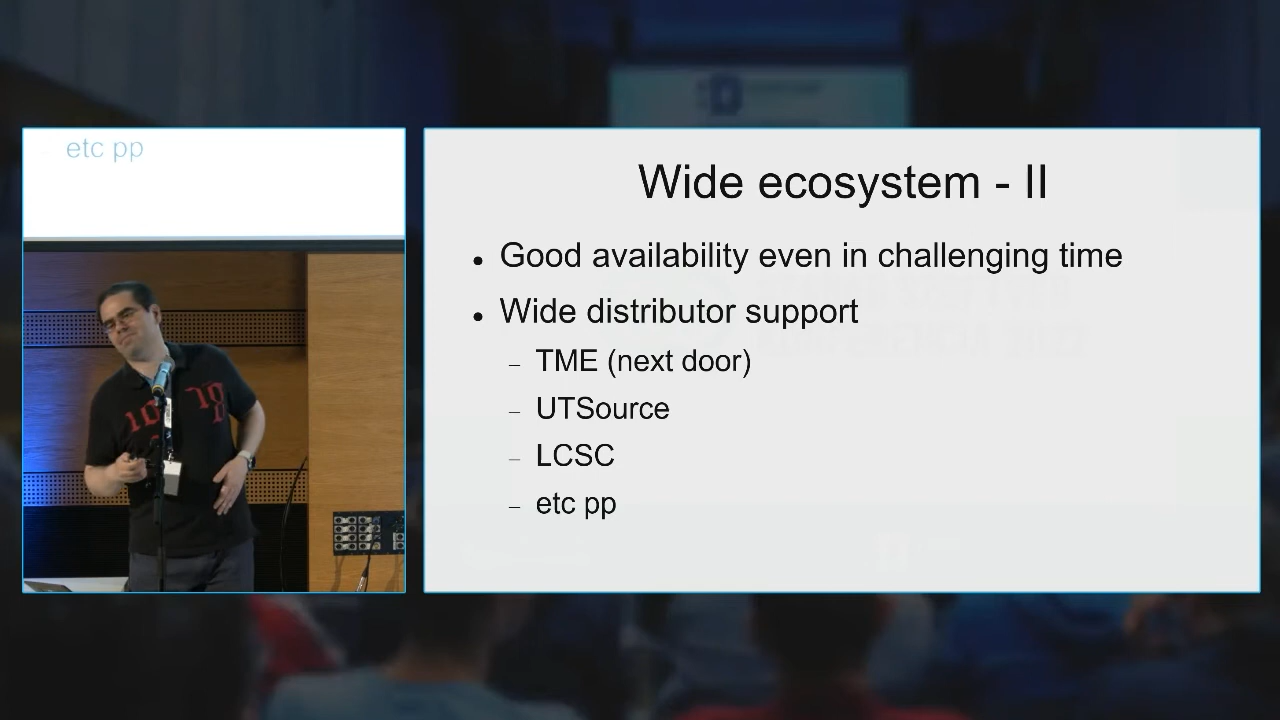 etc pp
Wide ecosystem - II
• Good availability even in challenging time
• Wide distributor support
– TME (next door)
– UTSource
– LCSC
– etc pp